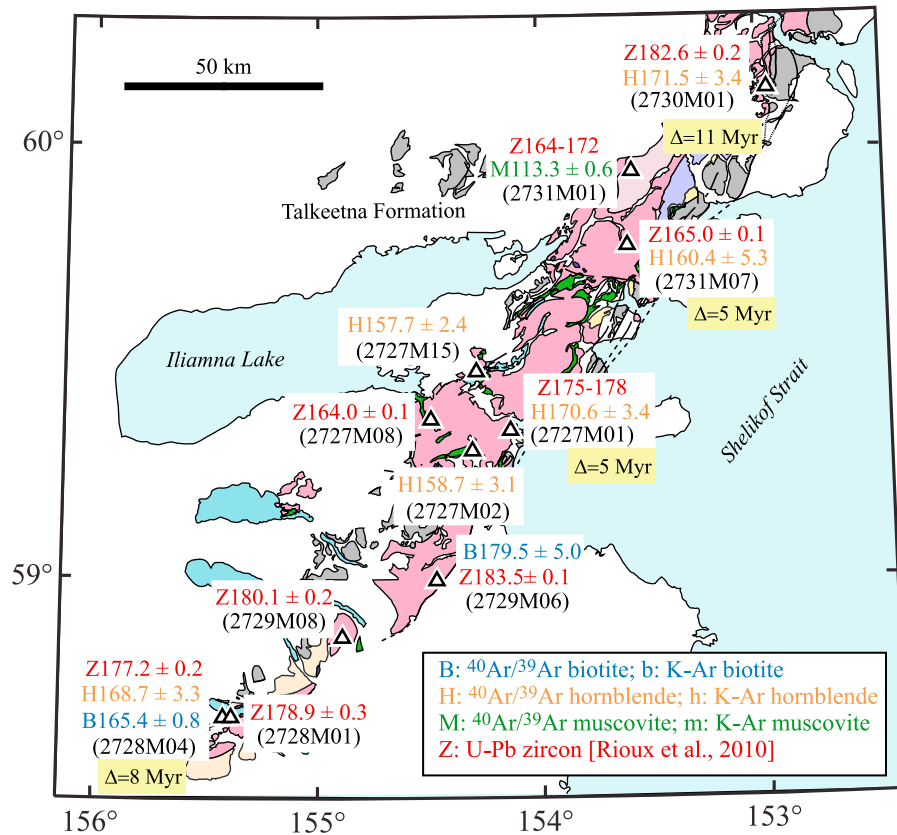 50 km
Z182.6 ± 0.2
H171.5 ± 3.4
(2730M01)
Δ=11 Myr
60°
Z164-172
M113.3 ± 0.6
(2731M01)
Talkeetna Formation
Z165.0 ± 0.1
H160.4 ± 5.3
(2731M07)
Δ=5 Myr
H157.7 ± 2.4
(2727M15)
Iliamna Lake
Z175-178
H170.6 ± 3.4
(2727M01)
Δ=5 Myr
Z164.0 ± 0.1
(2727M08)
Shelikof Strait
H158.7 ± 3.1
(2727M02)
B179.5 ± 5.0
Z183.5± 0.1
(2729M06)
59°
Z180.1 ± 0.2
(2729M08)
Z177.2 ± 0.2
H168.7 ± 3.3
B165.4 ± 0.8
(2728M04)
Δ=8 Myr
Z178.9 ± 0.3
(2728M01)
B: ⁴⁰Ar/³⁹Ar biotite; b: K-Ar biotite
H: ⁴⁰Ar/³⁹Ar hornblende; h: K-Ar hornblende
M: ⁴⁰Ar/³⁹Ar muscovite; m: K-Ar muscovite
Z: U-Pb zircon [Rioux et al., 2010]
156°
155°
154°
153°